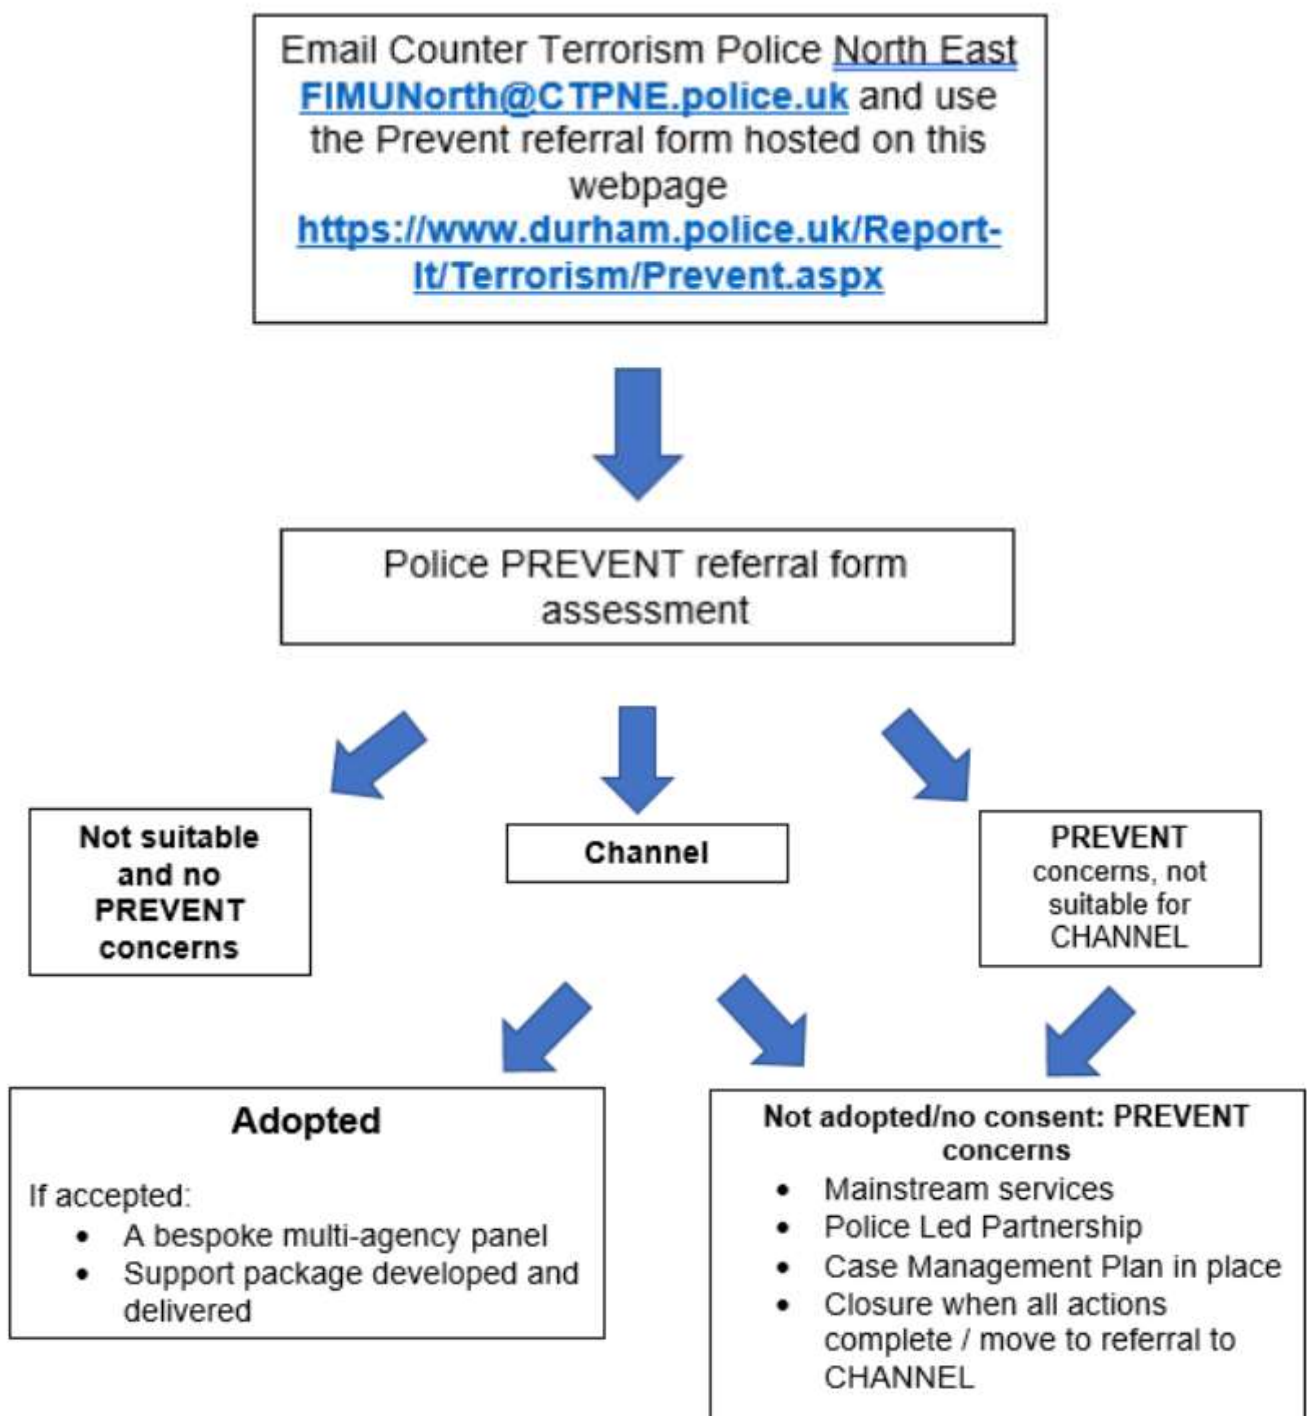 Email Counter Terrorism Police North East
FIMUNorth@CTPNE.police.uk and use
the Prevent referral form hosted on this
webpage
https://www.durham.police.uk/Report-
It/Terrorism/Prevent.aspx
Police PREVENT referral form
assessment
Not suitable
and no
PREVENT
concerns
Channel
PREVENT
concerns, not
suitable for
CHANNEL
Adopted
If accepted:
• A bespoke multi-agency panel
• Support package developed and
delivered
Not adopted/no consent: PREVENT
concerns
• Mainstream services
• Police Led Partnership
• Case Management Plan in place
• Closure when all actions
complete / move to referral to
CHANNEL